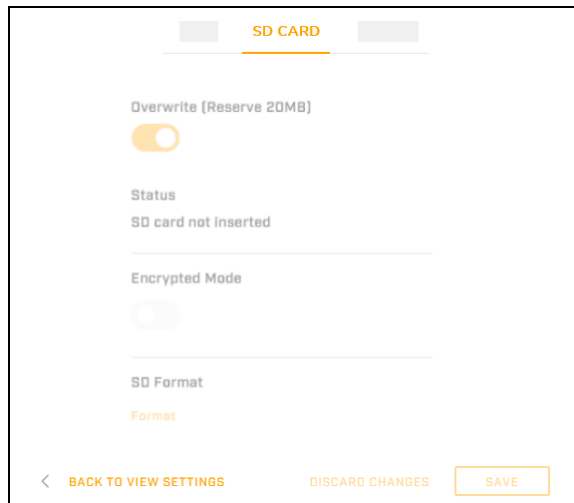 SD CARD
Overwrite (Reserve 20MB)
Status
SD card not inserted
Encrypted Mode
SD Format
Format
BACK TO VIEW SETTINGS
DISCARD CHANGES
SAVE